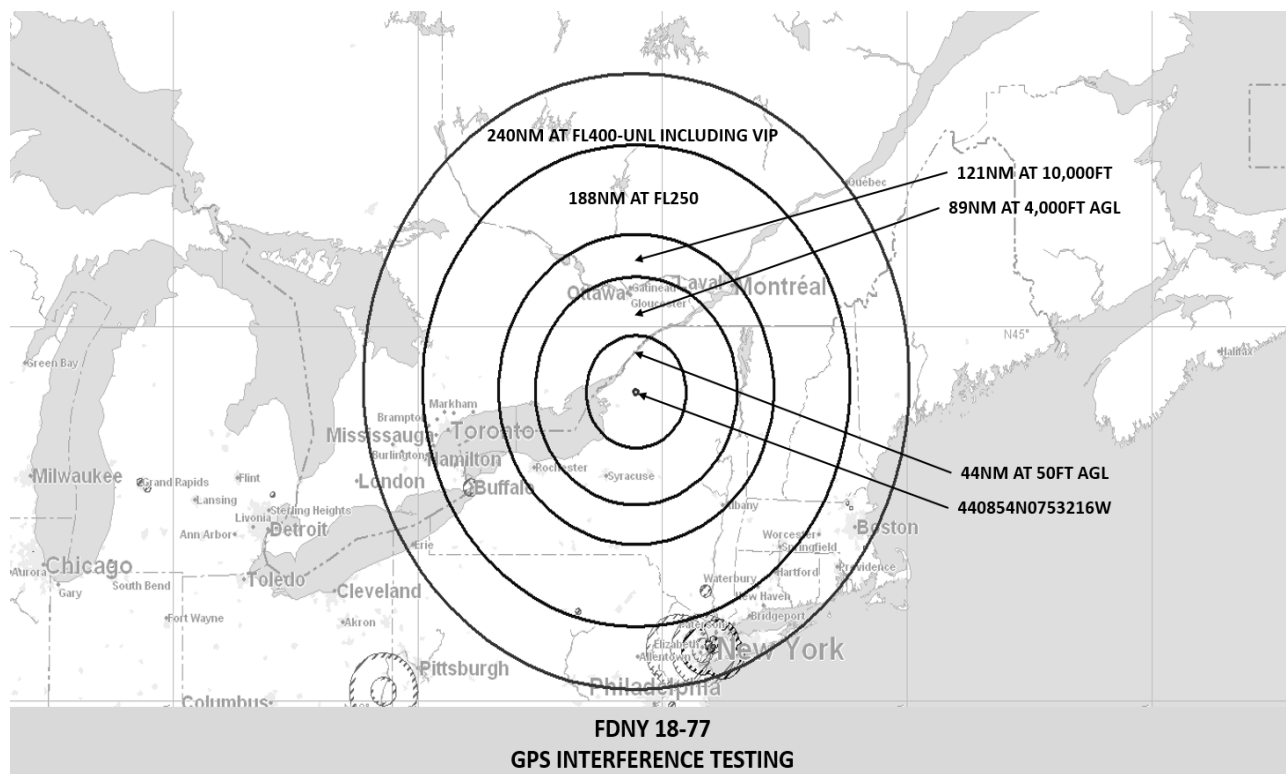 240NM AT FL400-UNL INCLUDING VIP
121NM AT 10,000FT
Québec
188NM AT FL250
89NM AT 4,000FT AGL
Laval
Montréal
Ottawa
Gatineau
Gloucester
N45°
Halifax
Green Bay
Markham
Brampton
Mississauga
Toronto
Burlington
Hamilton
Rochester
Syracuse
44NM AT 50FT AGL
Milwaukee
Grand Rapids
Flint
London
Buffalo
Lansing
Sterling Heights
Albany
440854N0753216W
Livonia
Detroit
Ann Arbor
Worcester
Boston
Springfield
Erie
Chicago
Aurora
Gary
South Bend
Toledo
Cleveland
Hartford
Providence
Waterbury
New Haven
Bridgeport
Fort Wayne
Akron
Paterson
Elizabeth
New York
Allentown
Pittsburgh
Philadelphia
Columbus
FDNY 18-77
GPS INTERFERENCE TESTING